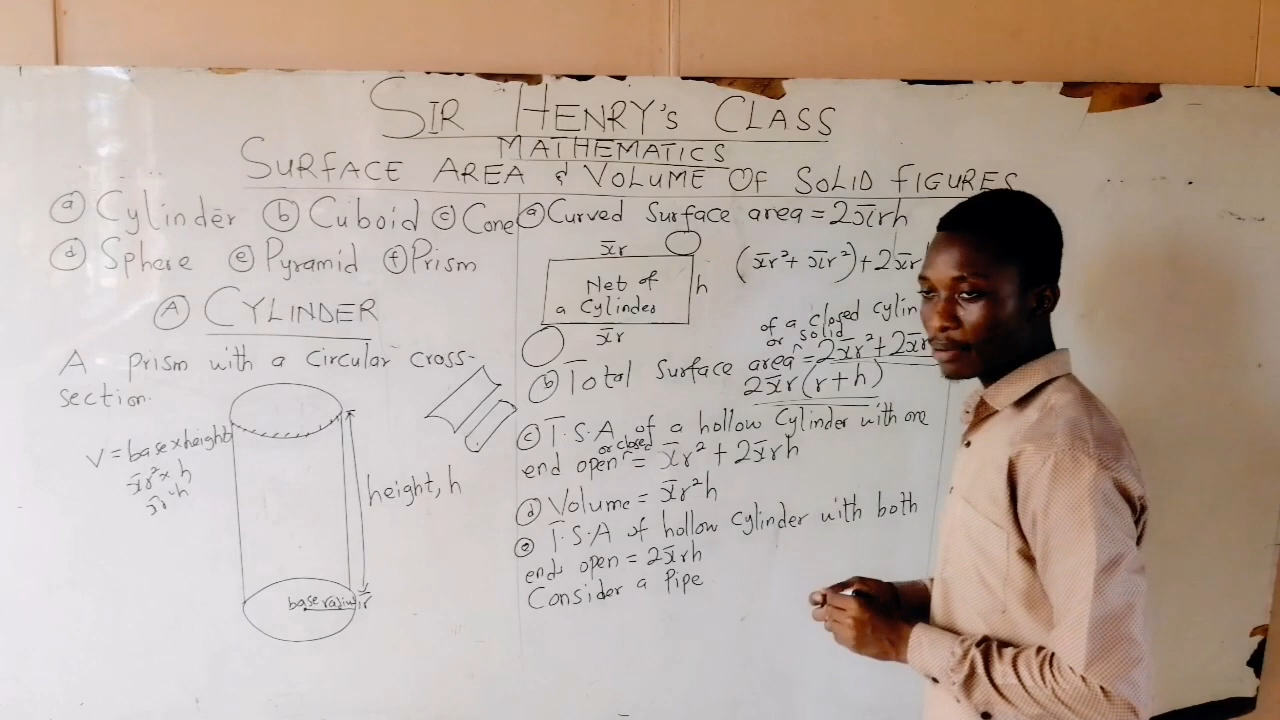 SIR HENRY'S CLASS
MATHEMATICS
SURFACE AREA & VOLUME OF SOLID FIGURES
(a) Cylinder (b) Cuboid (c) Cone
(d) Sphere (e) Pyramid (f) Prism
(A) CYLINDER
A prism with a circular cross-
section.
V = base x height
πr² x h
πr²h
height, h
base radius r
(a) Curved Surface area = 2πrh
πr
Net of
a Cylinder
h
πr
(πr² + πr²) + 2πr
of a closed cylin
or solid
(b) Total Surface area ^ = 2πr² + 2πr
2πr(r+h)
(c) T.S.A of a hollow Cylinder with one
or closed
end open ^ = πr² + 2πrh
(d) Volume = πr²h
(e) T.S.A of hollow cylinder with both
ends open = 2πrh
Consider a Pipe